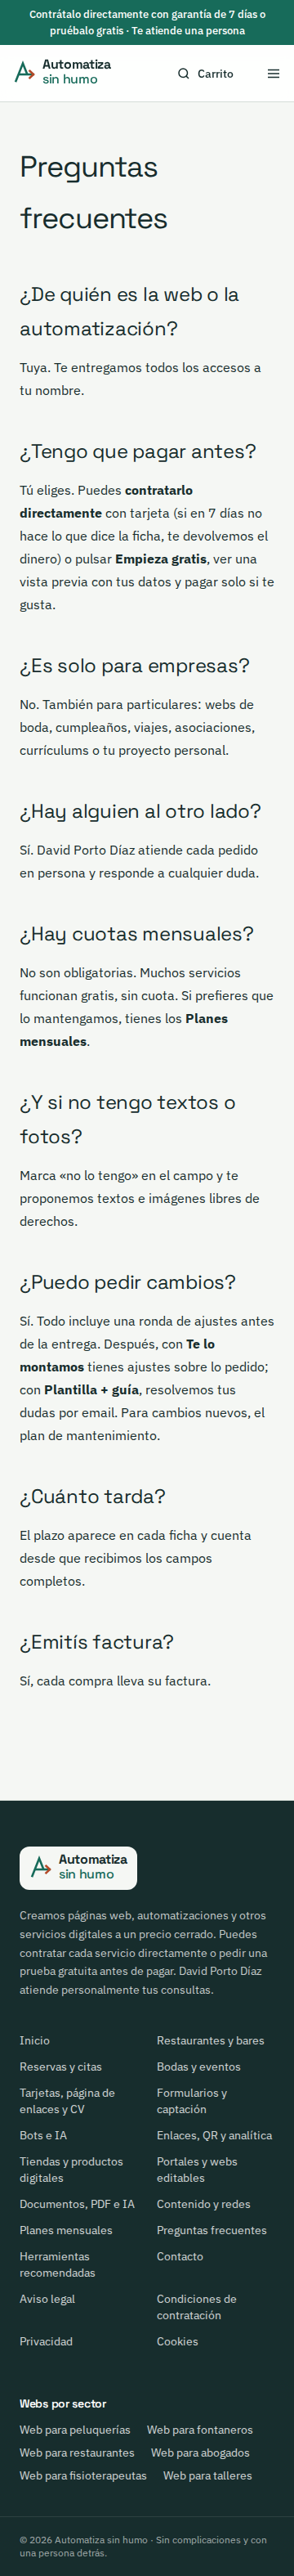 Contrátalo directamente con garantía de 7 días o
pruébalo gratis · Te atiende una persona
Automatiza
sin humo
Carrito
Preguntas
frecuentes
¿De quién es la web o la
automatización?
Tuya. Te entregamos todos los accesos a
tu nombre.
¿Tengo que pagar antes?
Tú eliges. Puedes contratarlo
directamente con tarjeta (si en 7 días no
hace lo que dice la ficha, te devolvemos el
dinero) o pulsar Empieza gratis, ver una
vista previa con tus datos y pagar solo si te
gusta.
¿Es solo para empresas?
No. También para particulares: webs de
boda, cumpleaños, viajes, asociaciones,
currículums o tu proyecto personal.
¿Hay alguien al otro lado?
Sí. David Porto Díaz atiende cada pedido
en persona y responde a cualquier duda.
¿Hay cuotas mensuales?
No son obligatorias. Muchos servicios
funcionan gratis, sin cuota. Si prefieres que
lo mantengamos, tienes los Planes
mensuales.
¿Y si no tengo textos o
fotos?
Marca «no lo tengo» en el campo y te
proponemos textos e imágenes libres de
derechos.
¿Puedo pedir cambios?
Sí. Todo incluye una ronda de ajustes antes
de la entrega. Después, con Te lo
montamos tienes ajustes sobre lo pedido;
con Plantilla + guía, resolvemos tus
dudas por email. Para cambios nuevos, el
plan de mantenimiento.
¿Cuánto tarda?
El plazo aparece en cada ficha y cuenta
desde que recibimos los campos
completos.
¿Emitís factura?
Sí, cada compra lleva su factura.
Automatiza
sin humo
Creamos páginas web, automatizaciones y otros
servicios digitales a un precio cerrado. Puedes
contratar cada servicio directamente o pedir una
prueba gratuita antes de pagar. David Porto Díaz
atiende personalmente tus consultas.
Inicio
Restaurantes y bares
Reservas y citas
Bodas y eventos
Tarjetas, página de
enlaces y CV
Formularios y
captación
Bots e IA
Enlaces, QR y analítica
Tiendas y productos
digitales
Portales y webs
editables
Documentos, PDF e IA
Contenido y redes
Planes mensuales
Preguntas frecuentes
Herramientas
recomendadas
Contacto
Aviso legal
Condiciones de
contratación
Privacidad
Cookies
Webs por sector
Web para peluquerías
Web para fontaneros
Web para restaurantes
Web para abogados
Web para fisioterapeutas
Web para talleres
© 2026 Automatiza sin humo · Sin complicaciones y con
una persona detrás.